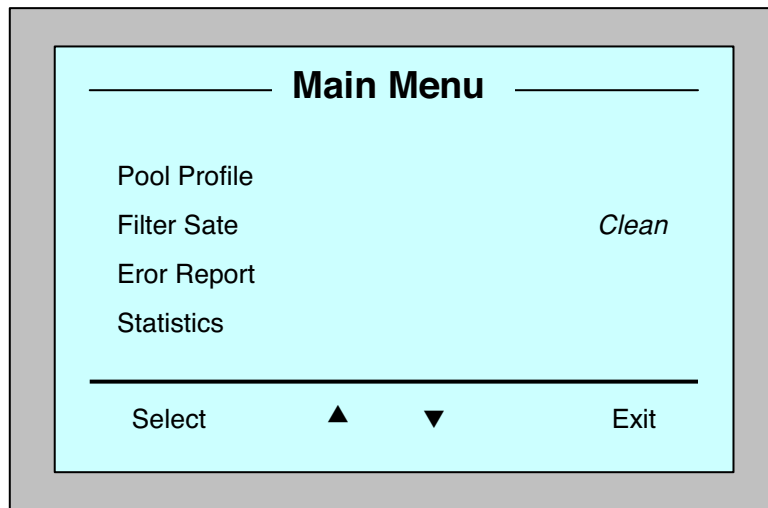 Main Menu
Pool Profile
Filter Sate Clean
Eror Report
Statistics
Select ▲ ▼ Exit